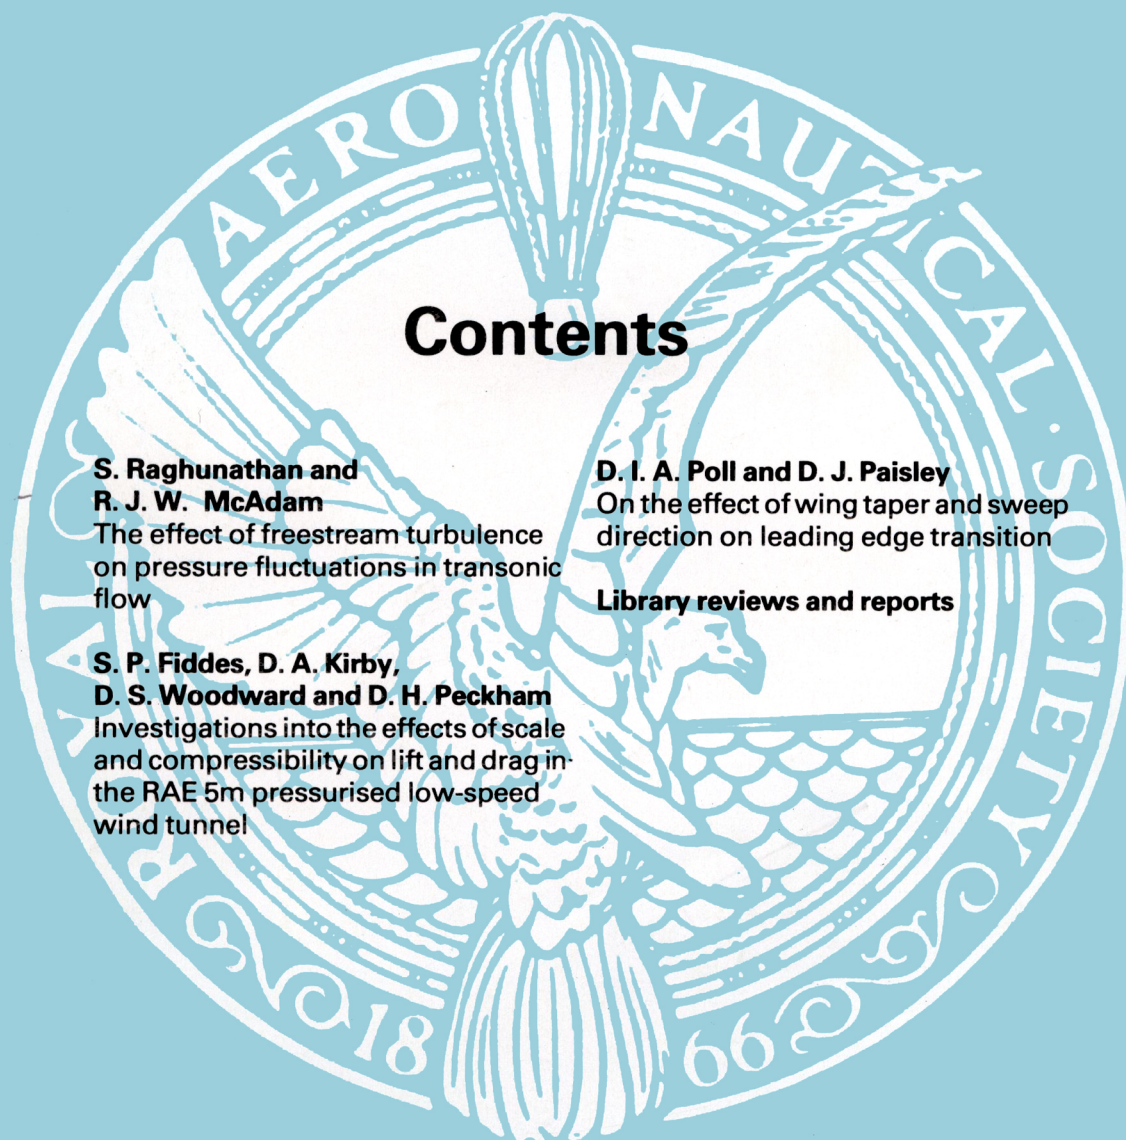 ROYAL AERONAUTICAL · SOCIETY
Contents
S. Raghunathan and
R. J. W. McAdam
The effect of freestream turbulence
on pressure fluctuations in transonic
flow
S. P. Fiddes, D. A. Kirby,
D. S. Woodward and D. H. Peckham
Investigations into the effects of scale
and compressibility on lift and drag in
the RAE 5m pressurised low-speed
wind tunnel
D. I. A. Poll and D. J. Paisley
On the effect of wing taper and sweep
direction on leading edge transition
Library reviews and reports
18 66